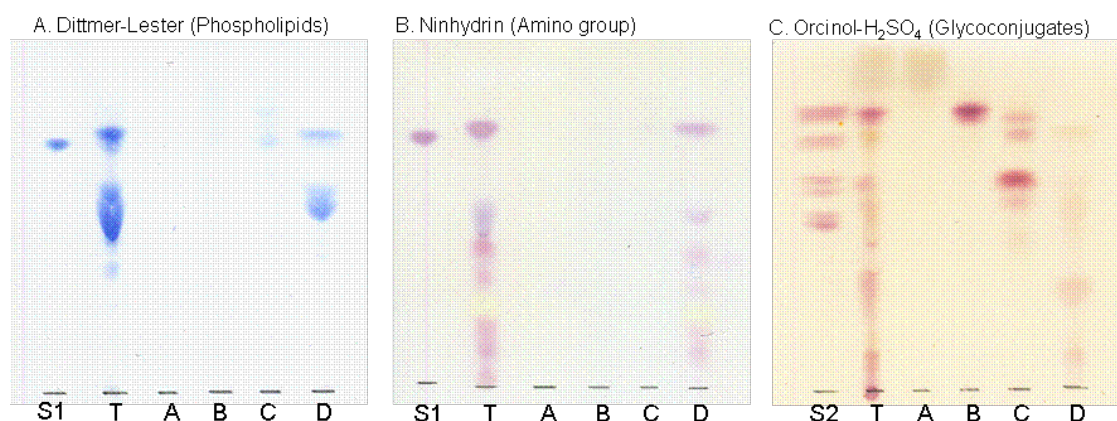 A. Dittmer-Lester (Phospholipids)
B. Ninhydrin (Amino group)
C. Orcinol-H₂SO₄ (Glycoconjugates)
S1 T A B C D
S1 T A B C D
S2 T A B C D